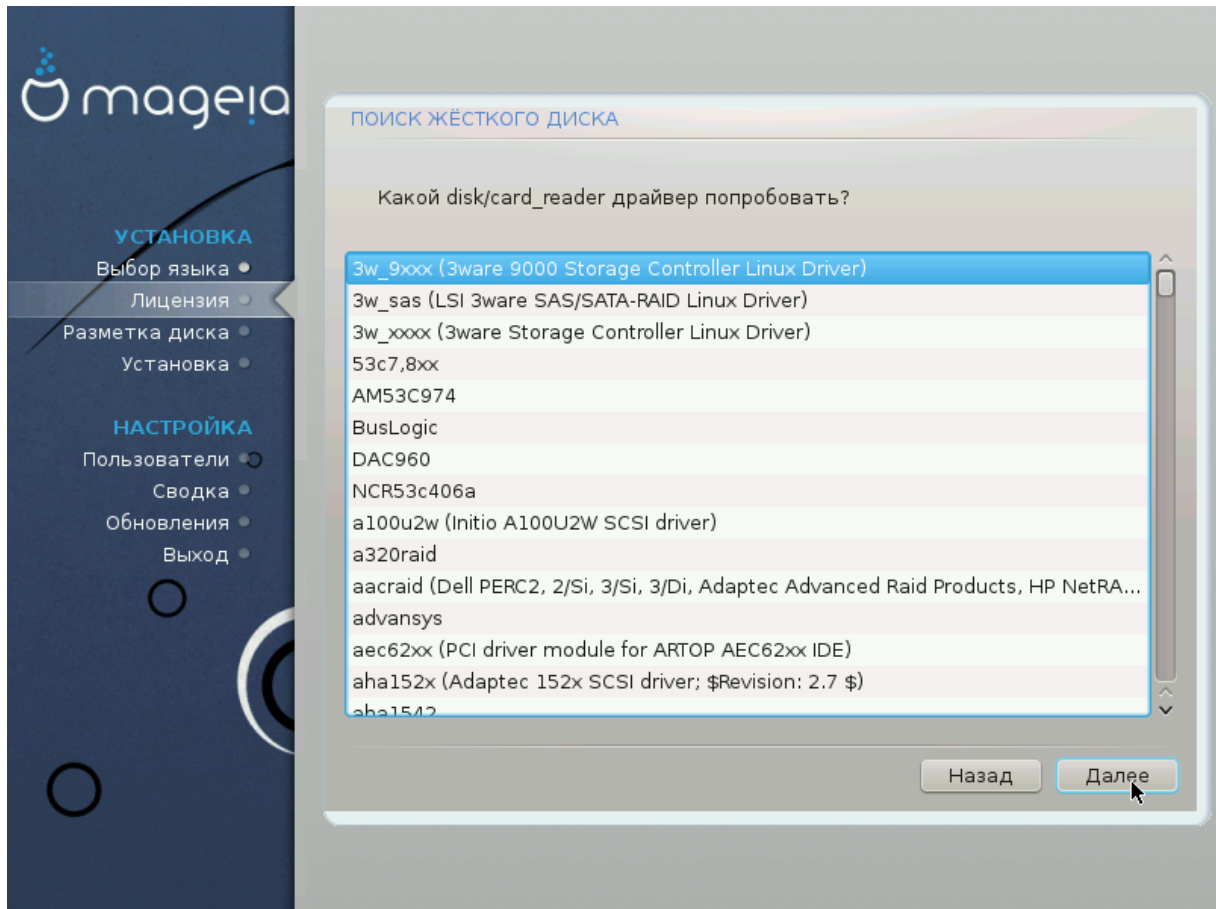 mageia
УСТАНОВКА
Выбор языка
Лицензия
Разметка диска
Установка
НАСТРОЙКА
Пользователи
Сводка
Обновления
Выход
ПОИСК ЖЁСТКОГО ДИСКА
Какой disk/card_reader драйвер попробовать?
3w_9xxx (3ware 9000 Storage Controller Linux Driver)
3w_sas (LSI 3ware SAS/SATA-RAID Linux Driver)
3w_xxxx (3ware Storage Controller Linux Driver)
53c7,8xx
AM53C974
BusLogic
DAC960
NCR53c406a
a100u2w (Initio A100U2W SCSI driver)
a320raid
aacraid (Dell PERC2, 2/Si, 3/Si, 3/Di, Adaptec Advanced Raid Products, HP NetRA...
advansys
aec62xx (PCI driver module for ARTOP AEC62xx IDE)
aha152x (Adaptec 152x SCSI driver; $Revision: 2.7 $)
aha1542
Назад
Далее